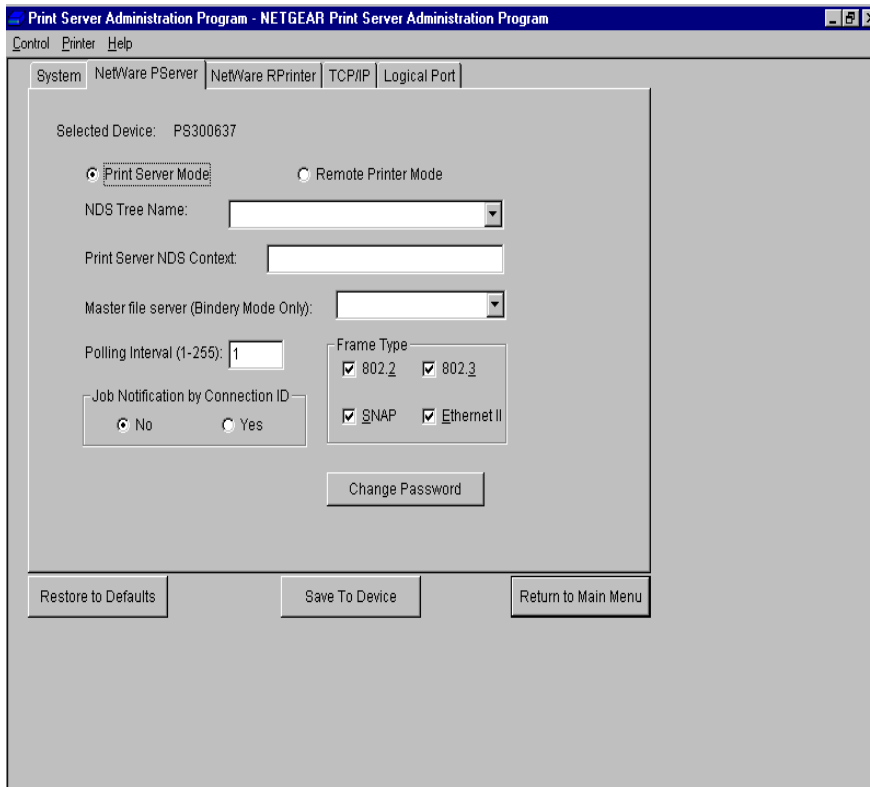 Print Server Administration Program - NETGEAR Print Server Administration Program
Control Printer Help
System NetWare PServer NetWare RPrinter TCP/IP Logical Port
Selected Device: PS300637
Print Server Mode Remote Printer Mode
NDS Tree Name:
Print Server NDS Context:
Master file server (Bindery Mode Only):
Polling Interval (1-255): 1
Frame Type
802.2 802.3
Job Notification by Connection ID
No Yes
SNAP Ethernet II
Change Password
Restore to Defaults Save To Device Return to Main Menu